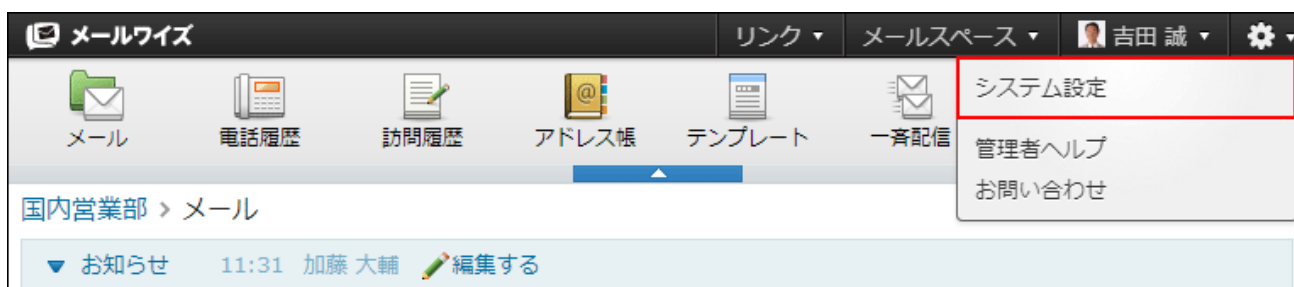 メールワイズ リンク メールスペース 吉田 誠
メール 電話履歴 訪問履歴 アドレス帳 テンプレート 一斉配信
システム設定
管理者ヘルプ
お問い合わせ
国内営業部 > メール
お知らせ 11:31 加藤 大輔 編集する